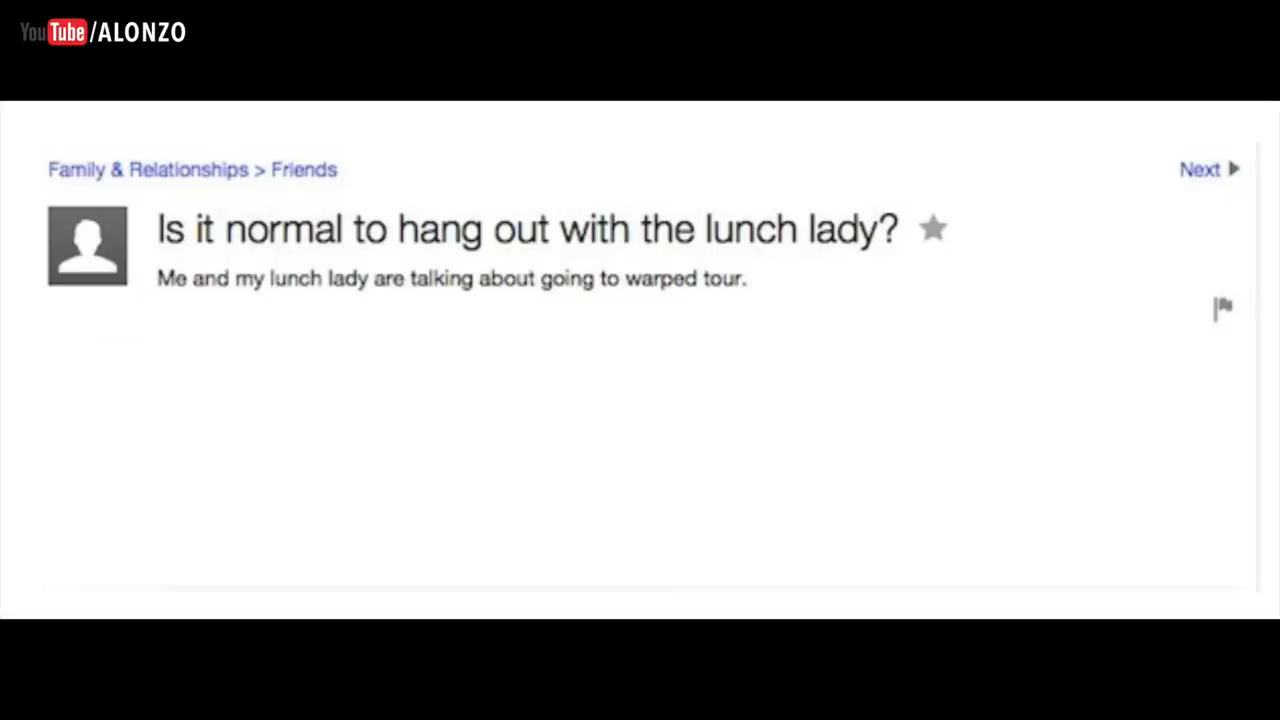 YouTube/ALONZO
Family & Relationships > Friends
Next
Is it normal to hang out with the lunch lady?
Me and my lunch lady are talking about going to warped tour.